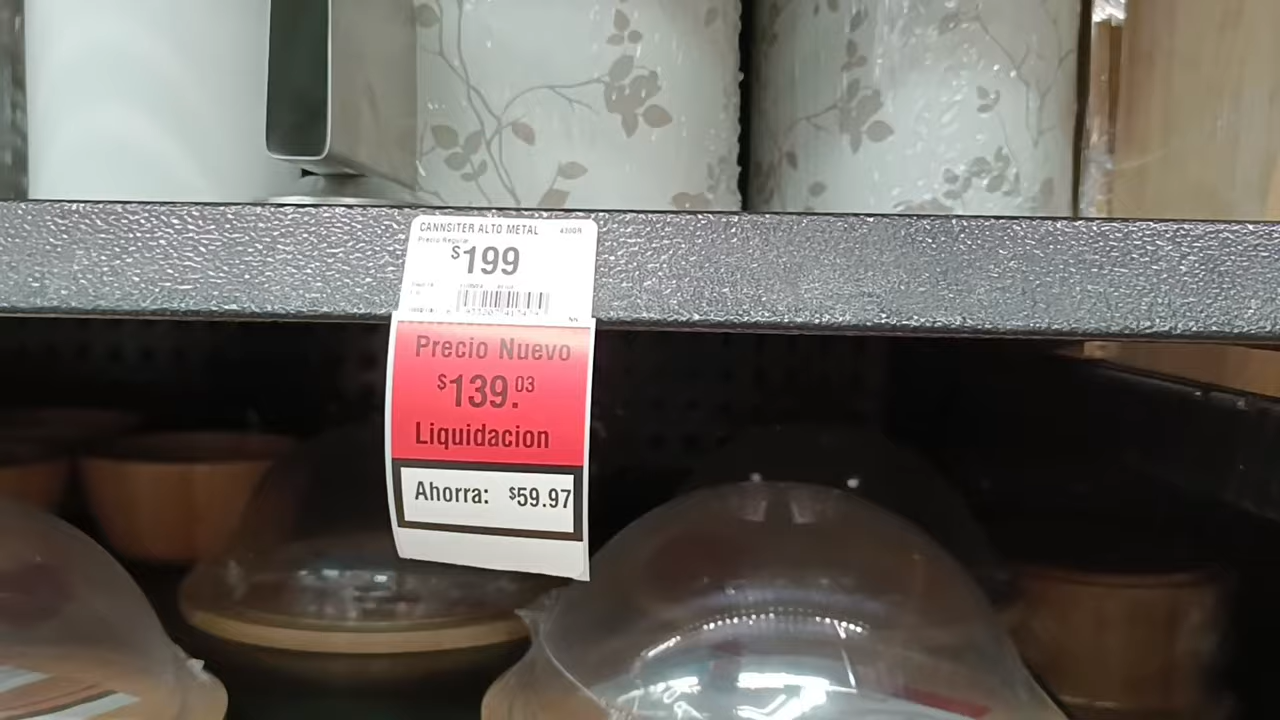 CANNSITER ALTO METAL
Precio Regular
$199
Precio Nuevo
$139.03
Liquidacion
Ahorra: $59.97